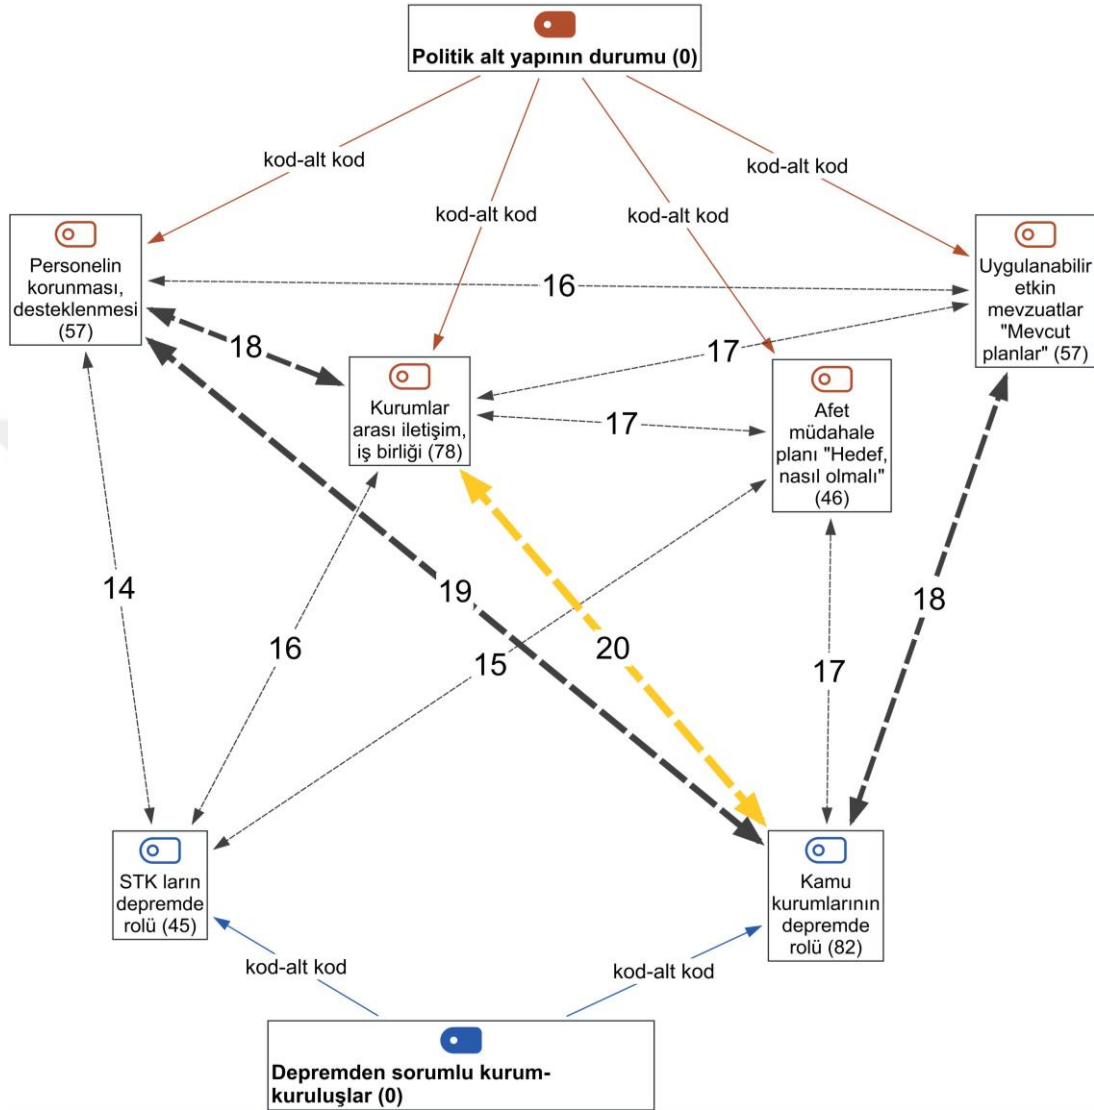 Politik alt yapının durumu (0)
kod-alt kod
kod-alt kod
kod-alt kod
kod-alt kod
Personelin
korunması,
desteklenmesi
(57)
Uygulanabilir
etkin
mevzuatlar
"Mevcut
planlar" (57)
16
18
17
Kurumlar
arası iletişim,
iş birliği (78)
17
Afet
müdahale
planı "Hedef,
nasıl olmalı"
(46)
14
19
18
16
20
15
17
STK ların
depremde
rolü (45)
Kamu
kurumlarının
depremde
rolü (82)
kod-alt kod
kod-alt kod
Depremden sorumlu kurum-
kuruluşlar (0)